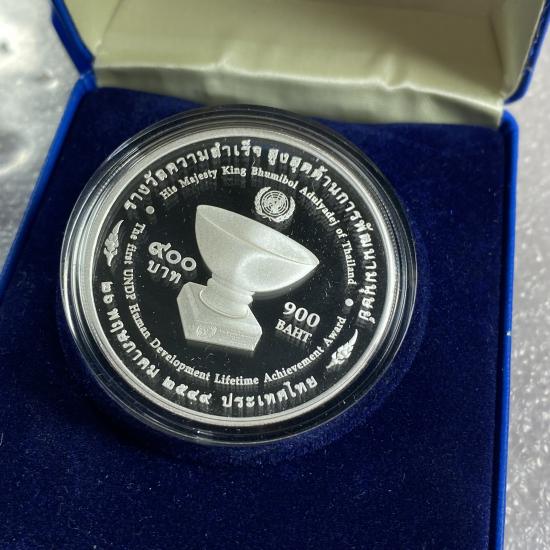 รางวัลความสำเร็จ สูงสุดด้านการพัฒนามนุษย์
His Majesty King Bhumibol Adulyadej of Thailand
๙๐๐
บาท
900
BAHT
The first UNDP Human Development Lifetime Achievement Award
๒๖ พฤษภาคม ๒๕๔๙ ประเทศไทย